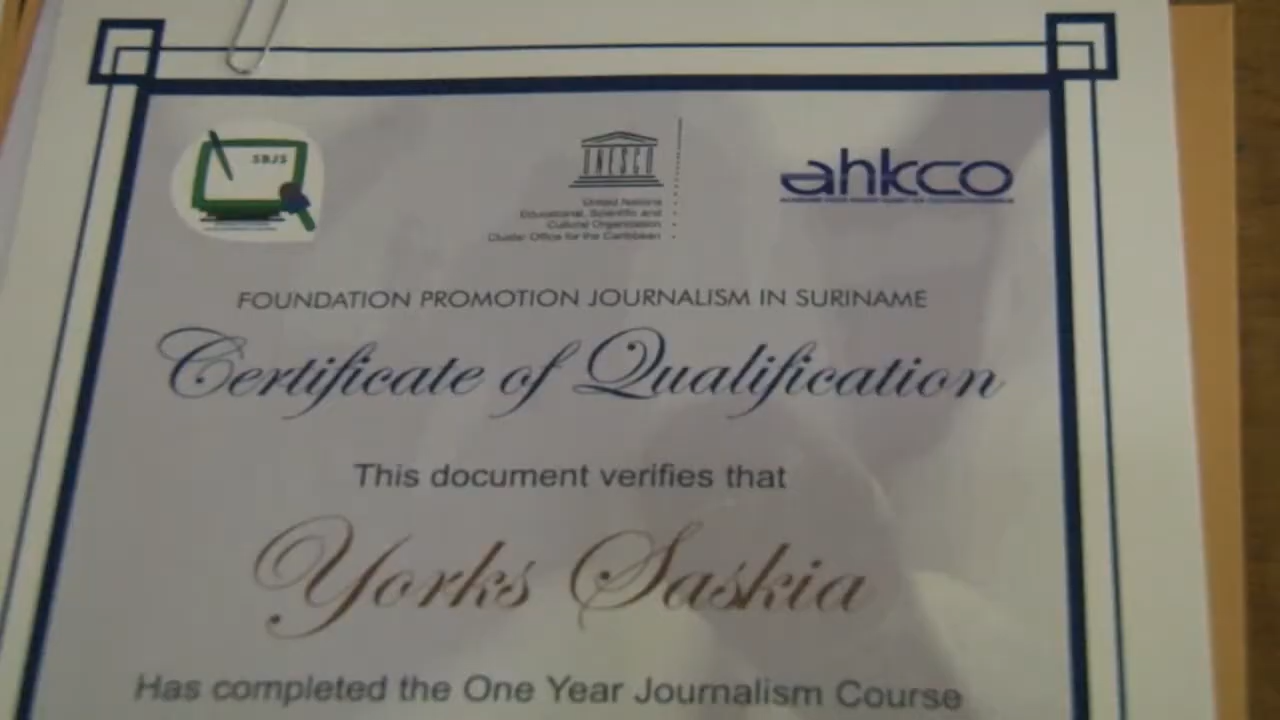 SBJS
UNESCO
United Nations
Educational, Scientific and
Cultural Organization
Cluster Office for the Caribbean
ahkco
FOUNDATION PROMOTION JOURNALISM IN SURINAME
Certificate of Qualification
This document verifies that
Yorks Saskia
Has completed the One Year Journalism Course